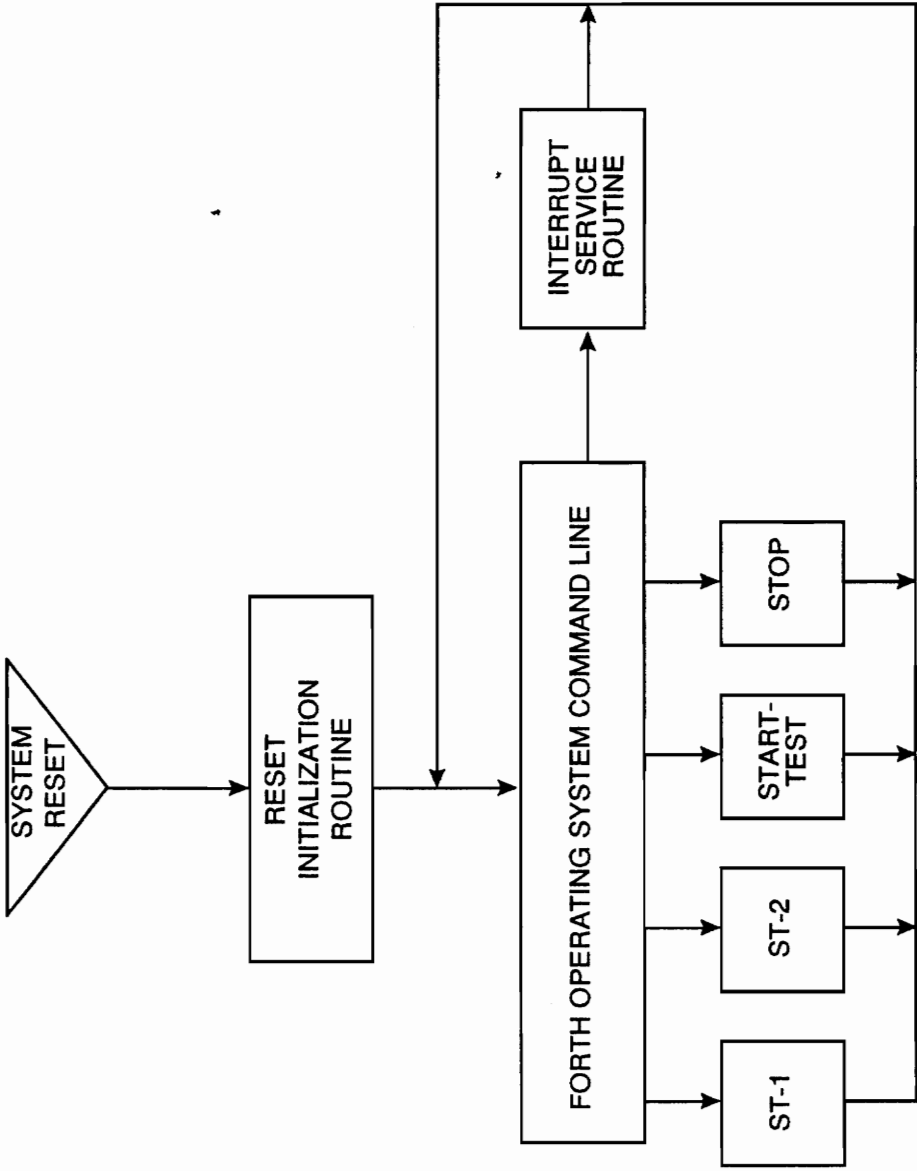 SYSTEM
RESET
RESET
INITIALIZATION
ROUTINE
FORTH OPERATING SYSTEM COMMAND LINE
INTERRUPT
SERVICE
ROUTINE
ST-1
ST-2
START-
TEST
STOP